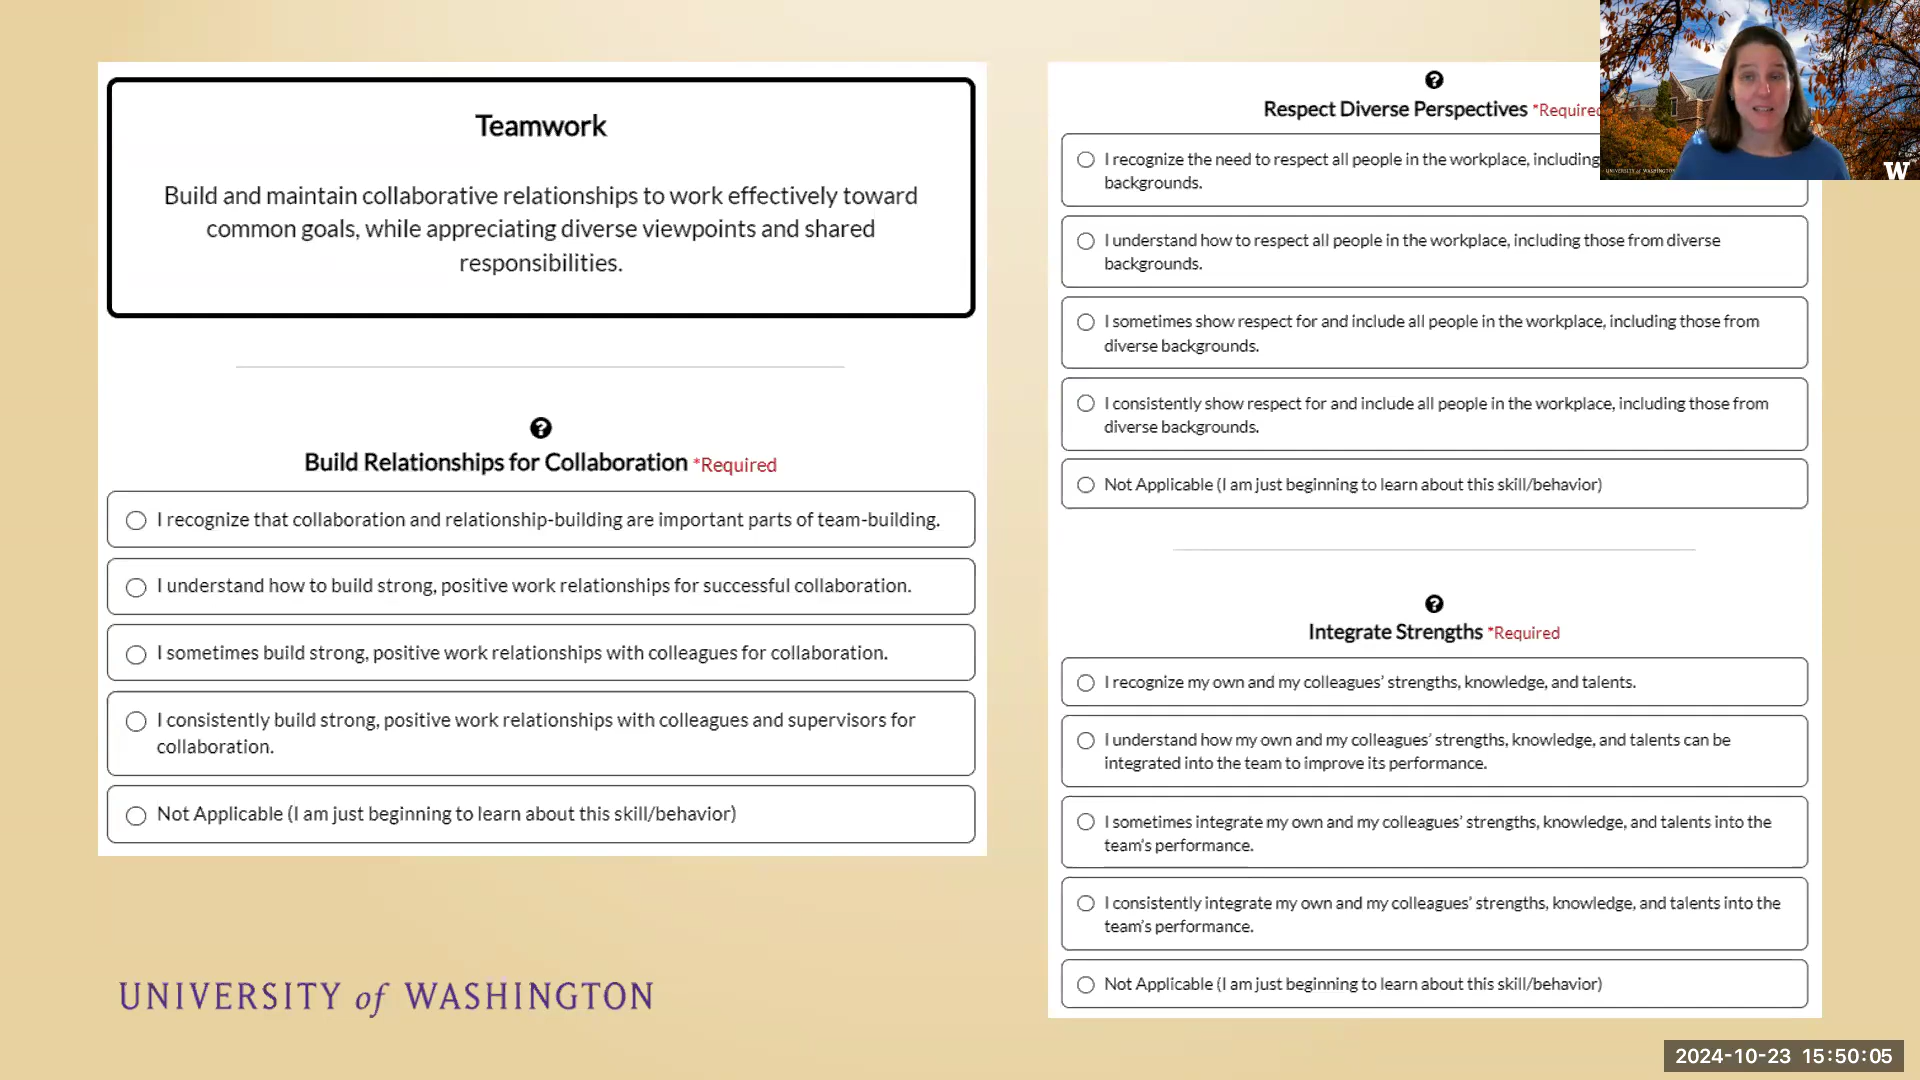 Teamwork
Build and maintain collaborative relationships to work effectively toward
common goals, while appreciating diverse viewpoints and shared
responsibilities.
?
Build Relationships for Collaboration *Required
I recognize that collaboration and relationship-building are important parts of team-building.
I understand how to build strong, positive work relationships for successful collaboration.
I sometimes build strong, positive work relationships with colleagues for collaboration.
I consistently build strong, positive work relationships with colleagues and supervisors for
collaboration.
Not Applicable (I am just beginning to learn about this skill/behavior)
UNIVERSITY of WASHINGTON
?
Respect Diverse Perspectives *Required
I recognize the need to respect all people in the workplace, including
backgrounds.
I understand how to respect all people in the workplace, including those from diverse
backgrounds.
I sometimes show respect for and include all people in the workplace, including those from
diverse backgrounds.
I consistently show respect for and include all people in the workplace, including those from
diverse backgrounds.
Not Applicable (I am just beginning to learn about this skill/behavior)
?
Integrate Strengths *Required
I recognize my own and my colleagues' strengths, knowledge, and talents.
I understand how my own and my colleagues' strengths, knowledge, and talents can be
integrated into the team to improve its performance.
I sometimes integrate my own and my colleagues' strengths, knowledge, and talents into the
team's performance.
I consistently integrate my own and my colleagues' strengths, knowledge, and talents into the
team's performance.
Not Applicable (I am just beginning to learn about this skill/behavior)
UNIVERSITY of WASHINGTON
W
2024-10-23 15:50:05